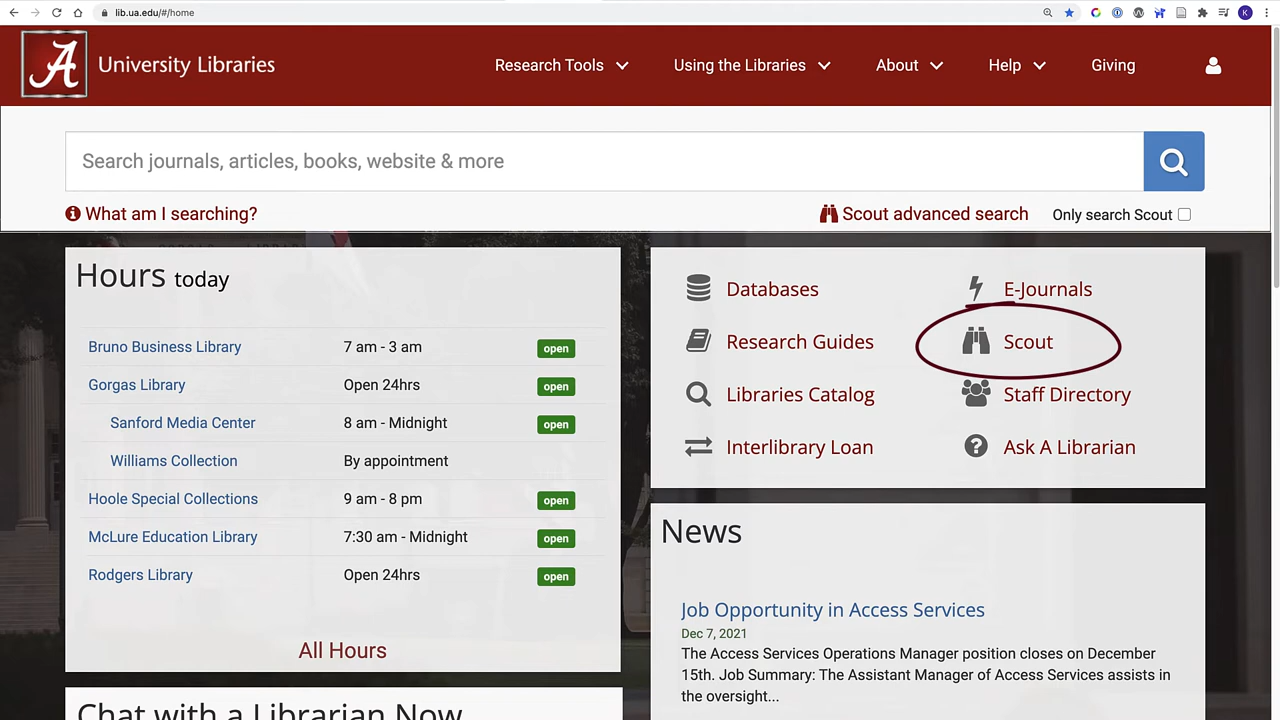 lib.ua.edu/#/home
K
A University Libraries
Research Tools
Using the Libraries
About
Help
Giving
Search journals, articles, books, website & more
What am I searching?
Scout advanced search
Only search Scout
Hours today
Bruno Business Library 7 am - 3 am open
Gorgas Library Open 24hrs open
Sanford Media Center 8 am - Midnight open
Williams Collection By appointment
Hoole Special Collections 9 am - 8 pm open
McLure Education Library 7:30 am - Midnight open
Rodgers Library Open 24hrs open
All Hours
Chat with a Librarian Now
Databases
E-Journals
Research Guides
Scout
Libraries Catalog
Staff Directory
Interlibrary Loan
Ask A Librarian
News
Job Opportunity in Access Services
Dec 7, 2021
The Access Services Operations Manager position closes on December
15th. Job Summary: The Assistant Manager of Access Services assists in
the oversight...